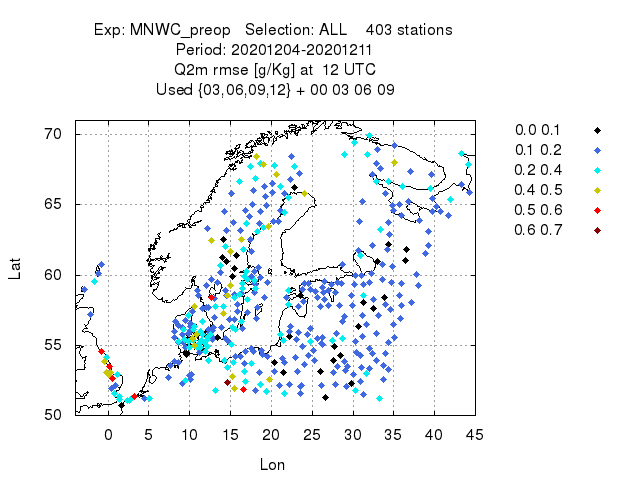 Exp: MNWC_preop   Selection: ALL    403 stations
Period: 20201204-20201211
Q2m rmse [g/Kg] at  12 UTC
Used {03,06,09,12} + 00 03 06 09
0.0 0.1
0.1 0.2
0.2 0.4
0.4 0.5
0.5 0.6
0.6 0.7
70
65
60
55
50
Lat
0 5 10 15 20 25 30 35 40 45
Lon